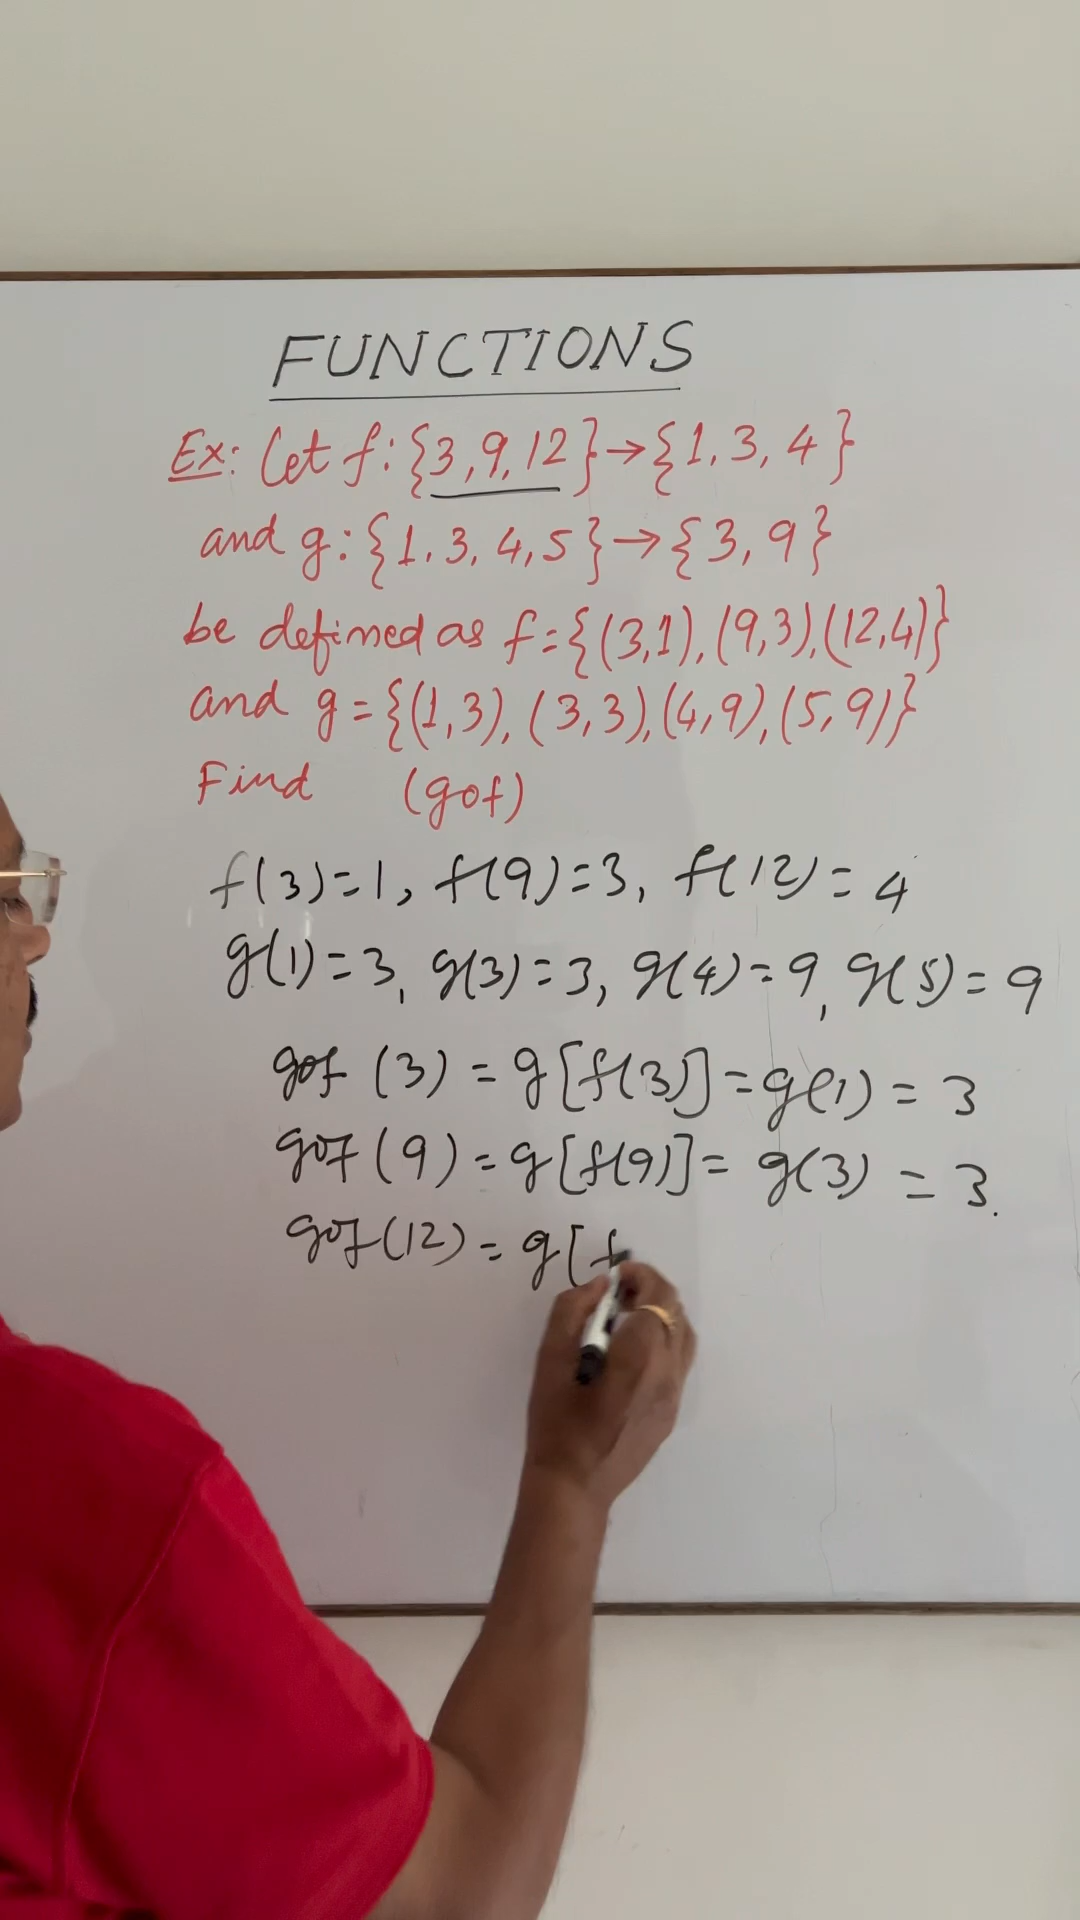 FUNCTIONS
Ex: Let f: {3, 9, 12} → {1, 3, 4}
and g: {1, 3, 4, 5} → {3, 9}
be defined as f = {(3,1), (9,3), (12,4)}
and g = {(1,3), (3,3), (4,9), (5,9)}
Find (gof)
f(3) = 1, f(9) = 3, f(12) = 4
g(1) = 3, g(3) = 3, g(4) = 9, g(5) = 9
gof (3) = g[f(3)] = g(1) = 3
gof (9) = g[f(9)] = g(3) = 3.
gof (12) = g[f